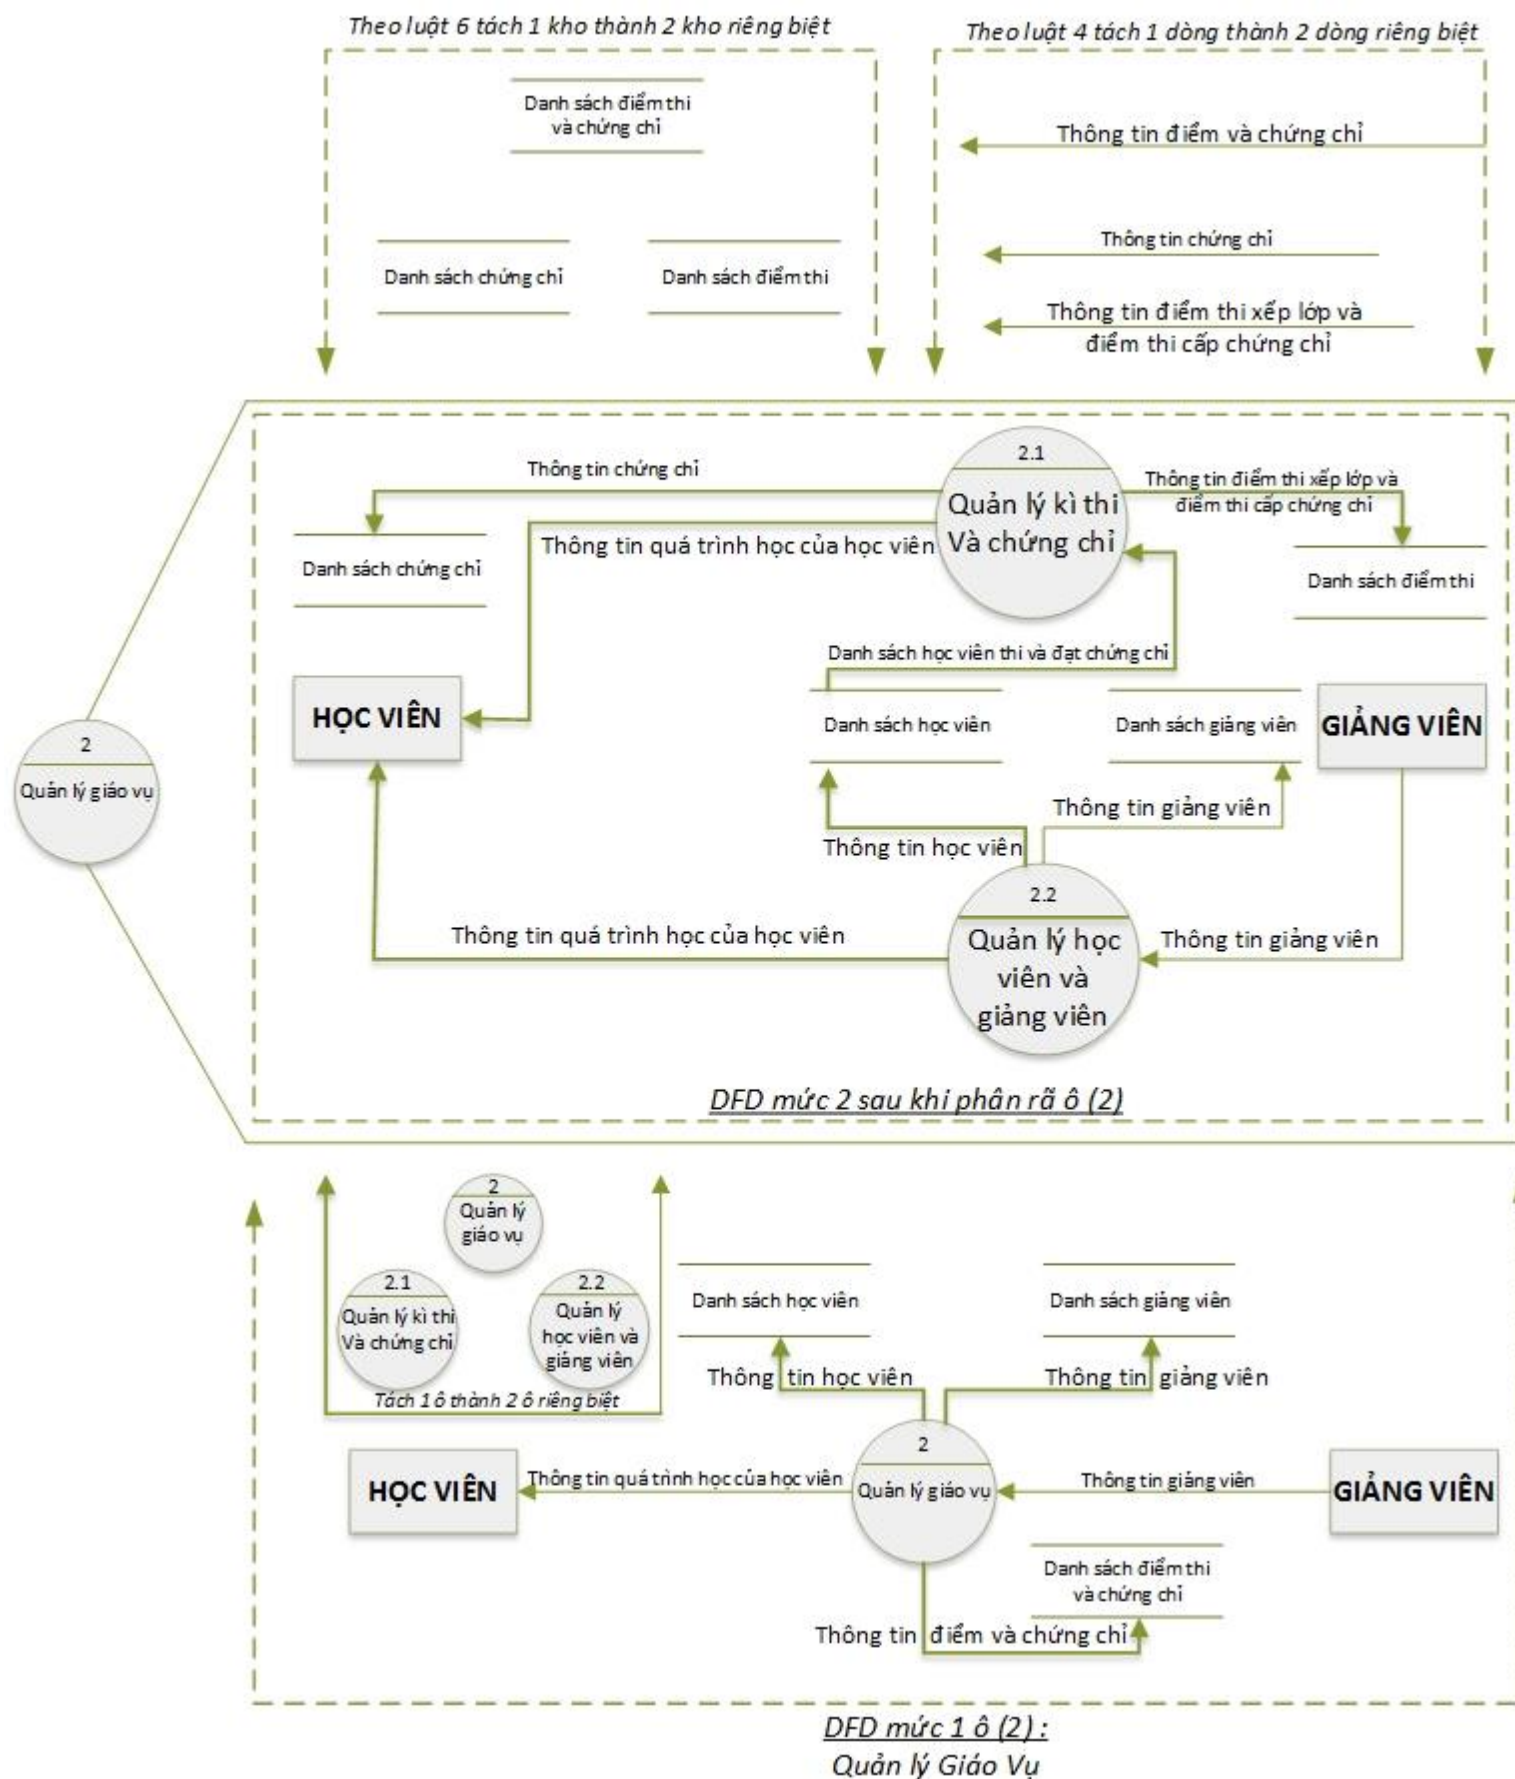 Theo luật 6 tách 1 kho thành 2 kho riêng biệt
Theo luật 4 tách 1 dòng thành 2 dòng riêng biệt
Danh sách điểm thi
và chứng chỉ
Thông tin điểm và chứng chỉ
Danh sách chứng chỉ
Danh sách điểm thi
Thông tin chứng chỉ
Thông tin điểm thi xếp lớp và
điểm thi cấp chứng chỉ
2.1
Quản lý kì thi
Và chứng chỉ
Thông tin chứng chỉ
Thông tin điểm thi xếp lớp và
điểm thi cấp chứng chỉ
Thông tin quá trình học của học viên
Danh sách chứng chỉ
Danh sách điểm thi
Danh sách học viên thi và đạt chứng chỉ
HỌC VIÊN
Danh sách học viên
Danh sách giảng viên
GIẢNG VIÊN
2
Quản lý giáo vụ
Thông tin giảng viên
Thông tin học viên
2.2
Quản lý học
viên và
giảng viên
Thông tin quá trình học của học viên
Thông tin giảng viên
DFD mức 2 sau khi phân rã ô (2)
2
Quản lý
giáo vụ
2.1
Quản lý kì thi
Và chứng chỉ
2.2
Quản lý
học viên và
giảng viên
Tách 1 ô thành 2 ô riêng biệt
Danh sách học viên
Danh sách giảng viên
Thông tin học viên
Thông tin giảng viên
2
Quản lý giáo vụ
HỌC VIÊN
Thông tin quá trình học của học viên
Thông tin giảng viên
GIẢNG VIÊN
Danh sách điểm thi
và chứng chỉ
Thông tin điểm và chứng chỉ
DFD mức 1 ô (2) :
Quản lý Giáo Vụ